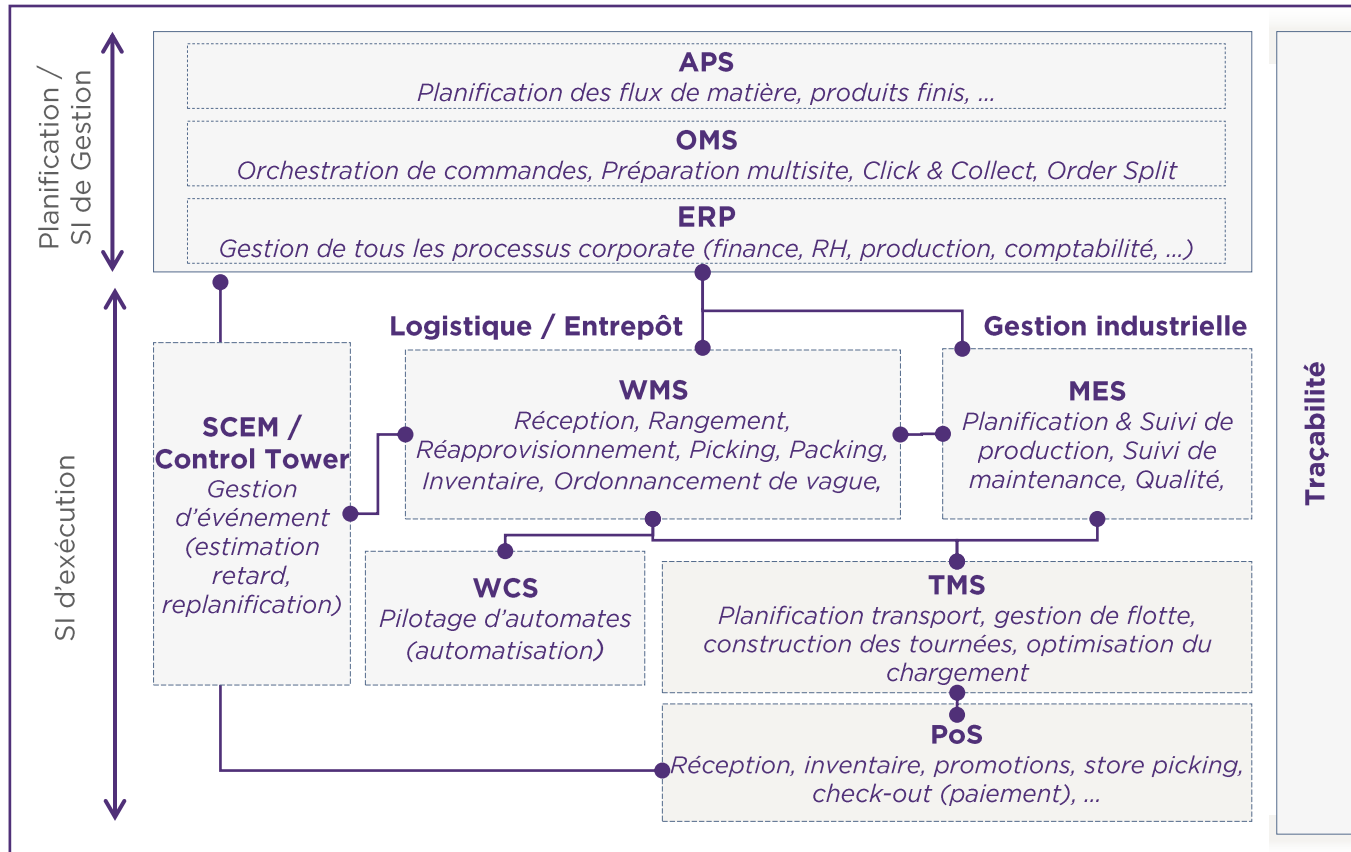 Planification /
SI de Gestion
APS
Planification des flux de matière, produits finis, ...
OMS
Orchestration de commandes, Préparation multisite, Click & Collect, Order Split
ERP
Gestion de tous les processus corporate (finance, RH, production, comptabilité, ...)
SI d'exécution
Logistique / Entrepôt
Gestion industrielle
SCEM /
Control Tower
Gestion
d'événement
(estimation
retard,
replanification)
WMS
Réception, Rangement,
Réapprovisionnement, Picking, Packing,
Inventaire, Ordonnancement de vague,
MES
Planification & Suivi de
production, Suivi de
maintenance, Qualité,
WCS
Pilotage d'automates
(automatisation)
TMS
Planification transport, gestion de flotte,
construction des tournées, optimisation du
chargement
PoS
Réception, inventaire, promotions, store picking,
check-out (paiement), ...
Traçabilité